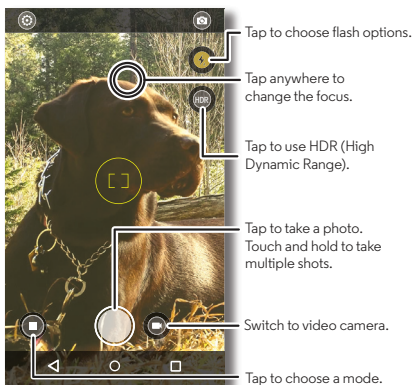 Tap to choose flash options.
Tap anywhere to
change the focus.
HDR
Tap to use HDR (High
Dynamic Range).
Tap to take a photo.
Touch and hold to take
multiple shots.
Switch to video camera.
Tap to choose a mode.